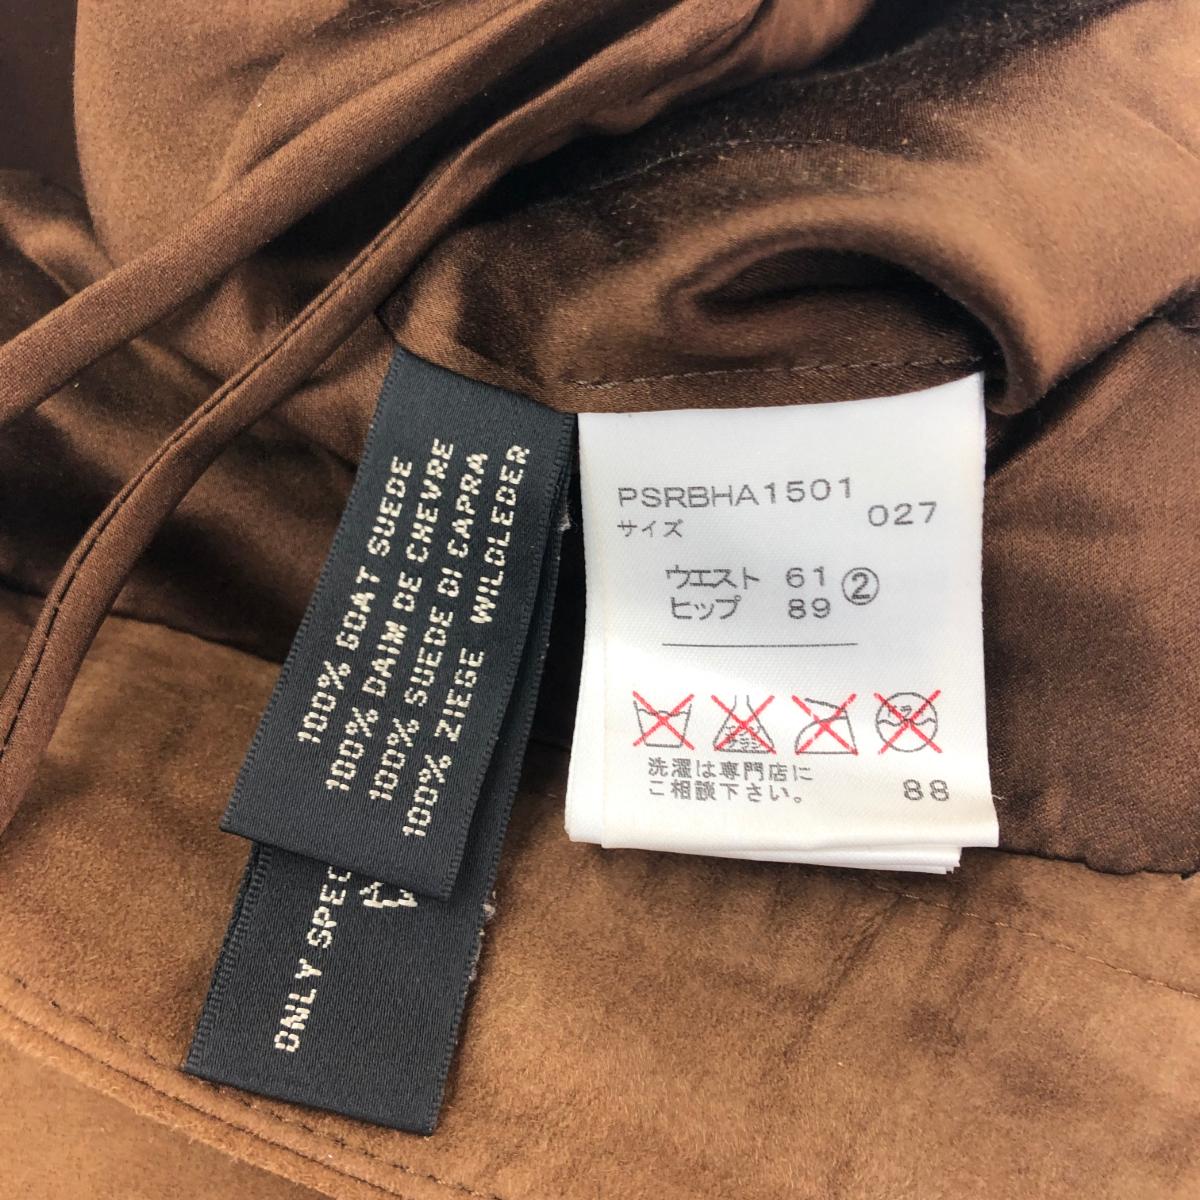 100% GOAT SUEDE
100% DAIM DE CHEVRE
100% SUEDE DI CAPRA
100% ZIEGE WILDLEDER
ONLY
PSRBHA1501
サイズ
027
ウエスト 61 ②
ヒップ 89
洗濯は専門店に
ご相談下さい。
88